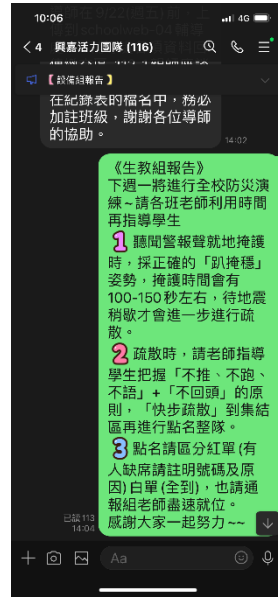 10:06
4G
4 興富活力團隊 (116)
【設備組報告】
在紀錄表的檔名中，務必
加註班級，謝謝各位導師
的協助。
14:02
《生教組報告》
下週一將進行全校防災演
練~請各班老師利用時間
再指導學生
1 聽聞警報聲就地掩護
時，採正確的「趴掩穩」
姿勢，掩護時間會有
100-150秒左右，待地震
稍歇才會進一步進行疏
散。
2 疏散時，請老師指導
學生把握「不推、不跑、
不語」+「不回頭」的原
則，「快步疏散」到集結
區再進行點名整隊。
3 點名請區分紅單 (有
人缺席請註明號碼及原
因) 白單 (全到)，也請通
報組老師盡速就位。
感謝大家一起努力~~
已讀 113
14:04
Aa